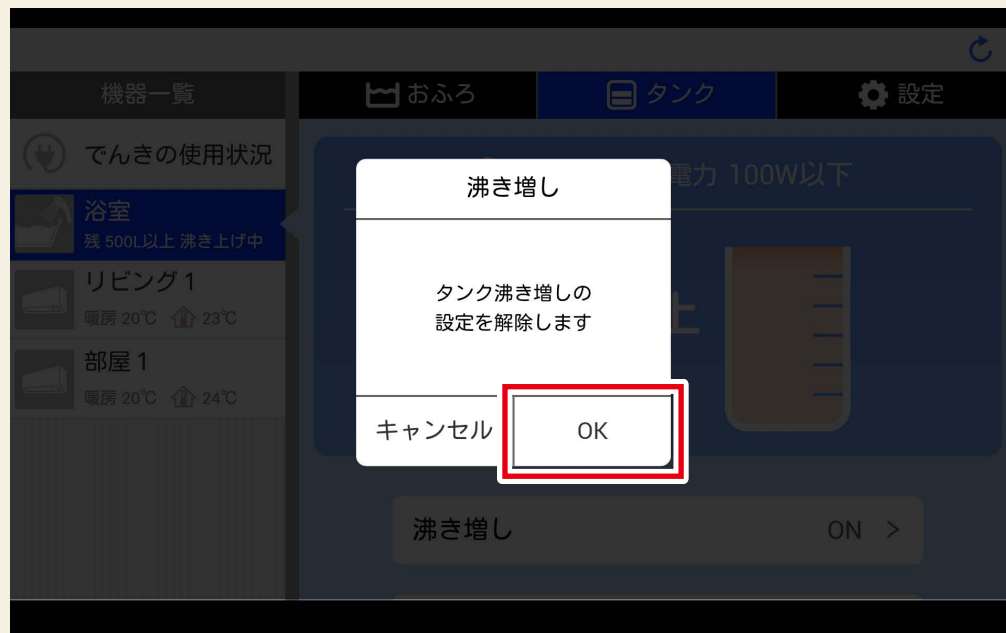 機器一覧
おふろ
タンク
設定
でんきの使用状況
浴室
残 500L以上 沸き上げ中
リビング 1
暖房 20℃ 23℃
部屋 1
暖房 20℃ 24℃
電力 100W以下
上
沸き増し
タンク沸き増しの
設定を解除します
キャンセル
OK
沸き増し
ON >